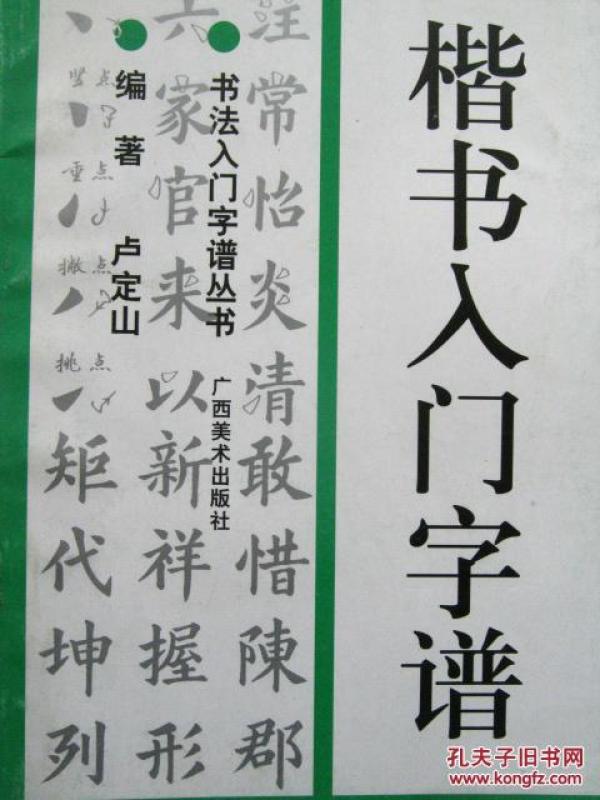 楷书入门字谱
书法入门字谱丛书
广西美术出版社
编著 卢定山
注常怡炎清敢惜陳郡
六家官来以新祥握形
竖点
垂点
撇点
挑点
矩代坤列
孔夫子旧书网
www.kongfz.com